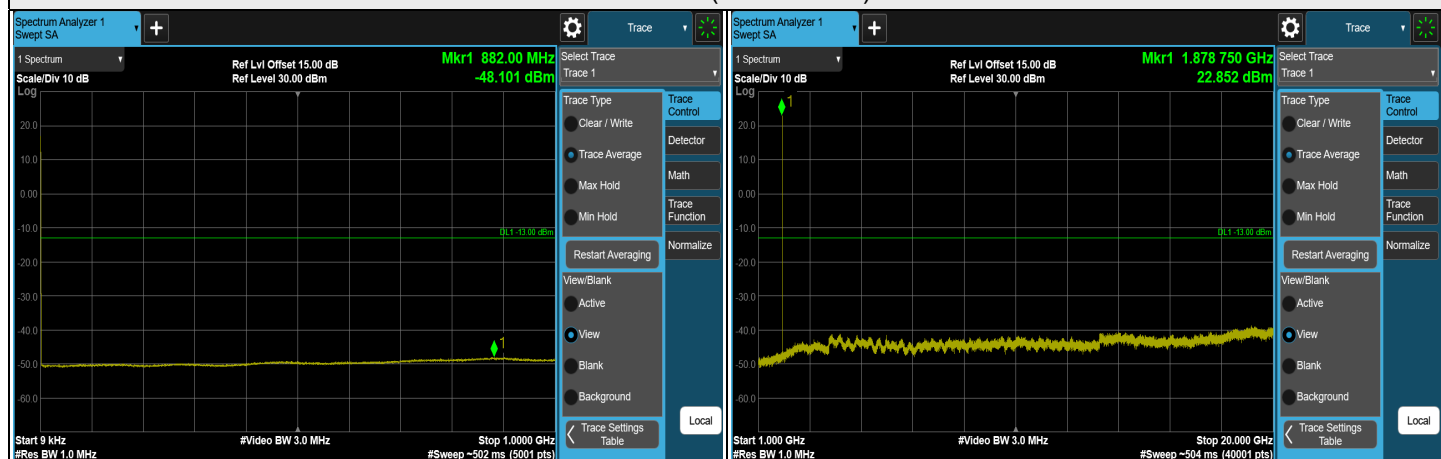 Spectrum Analyzer 1
Swept SA
+
Trace
1 Spectrum
Ref Lvl Offset 15.00 dB
Mkr1 882.00 MHz
Scale/Div 10 dB
Ref Level 30.00 dBm
-48.101 dBm
Log
20.0
10.0
0.00
-10.0
-20.0
-30.0
-40.0
-50.0
-60.0
DL1 -13.00 dBm
1
Start 9 kHz
#Video BW 3.0 MHz
Stop 1.0000 GHz
#Res BW 1.0 MHz
#Sweep ~502 ms (5001 pts)
Select Trace
Trace 1
Trace Type
Clear / Write
Trace Average
Max Hold
Min Hold
Restart Averaging
View/Blank
Active
View
Blank
Background
Trace Settings
Table
Trace
Control
Detector
Math
Trace
Function
Normalize
Local
Spectrum Analyzer 1
Swept SA
+
Trace
1 Spectrum
Ref Lvl Offset 15.00 dB
Mkr1 1.878 750 GHz
Scale/Div 10 dB
Ref Level 30.00 dBm
22.852 dBm
Log
1
20.0
10.0
0.00
-10.0
-20.0
-30.0
-40.0
-50.0
-60.0
DL1 -13.00 dBm
Start 1.000 GHz
#Video BW 3.0 MHz
Stop 20.000 GHz
#Res BW 1.0 MHz
#Sweep ~504 ms (40001 pts)
Select Trace
Trace 1
Trace Type
Clear / Write
Trace Average
Max Hold
Min Hold
Restart Averaging
View/Blank
Active
View
Blank
Background
Trace Settings
Table
Trace
Control
Detector
Math
Trace
Function
Normalize
Local